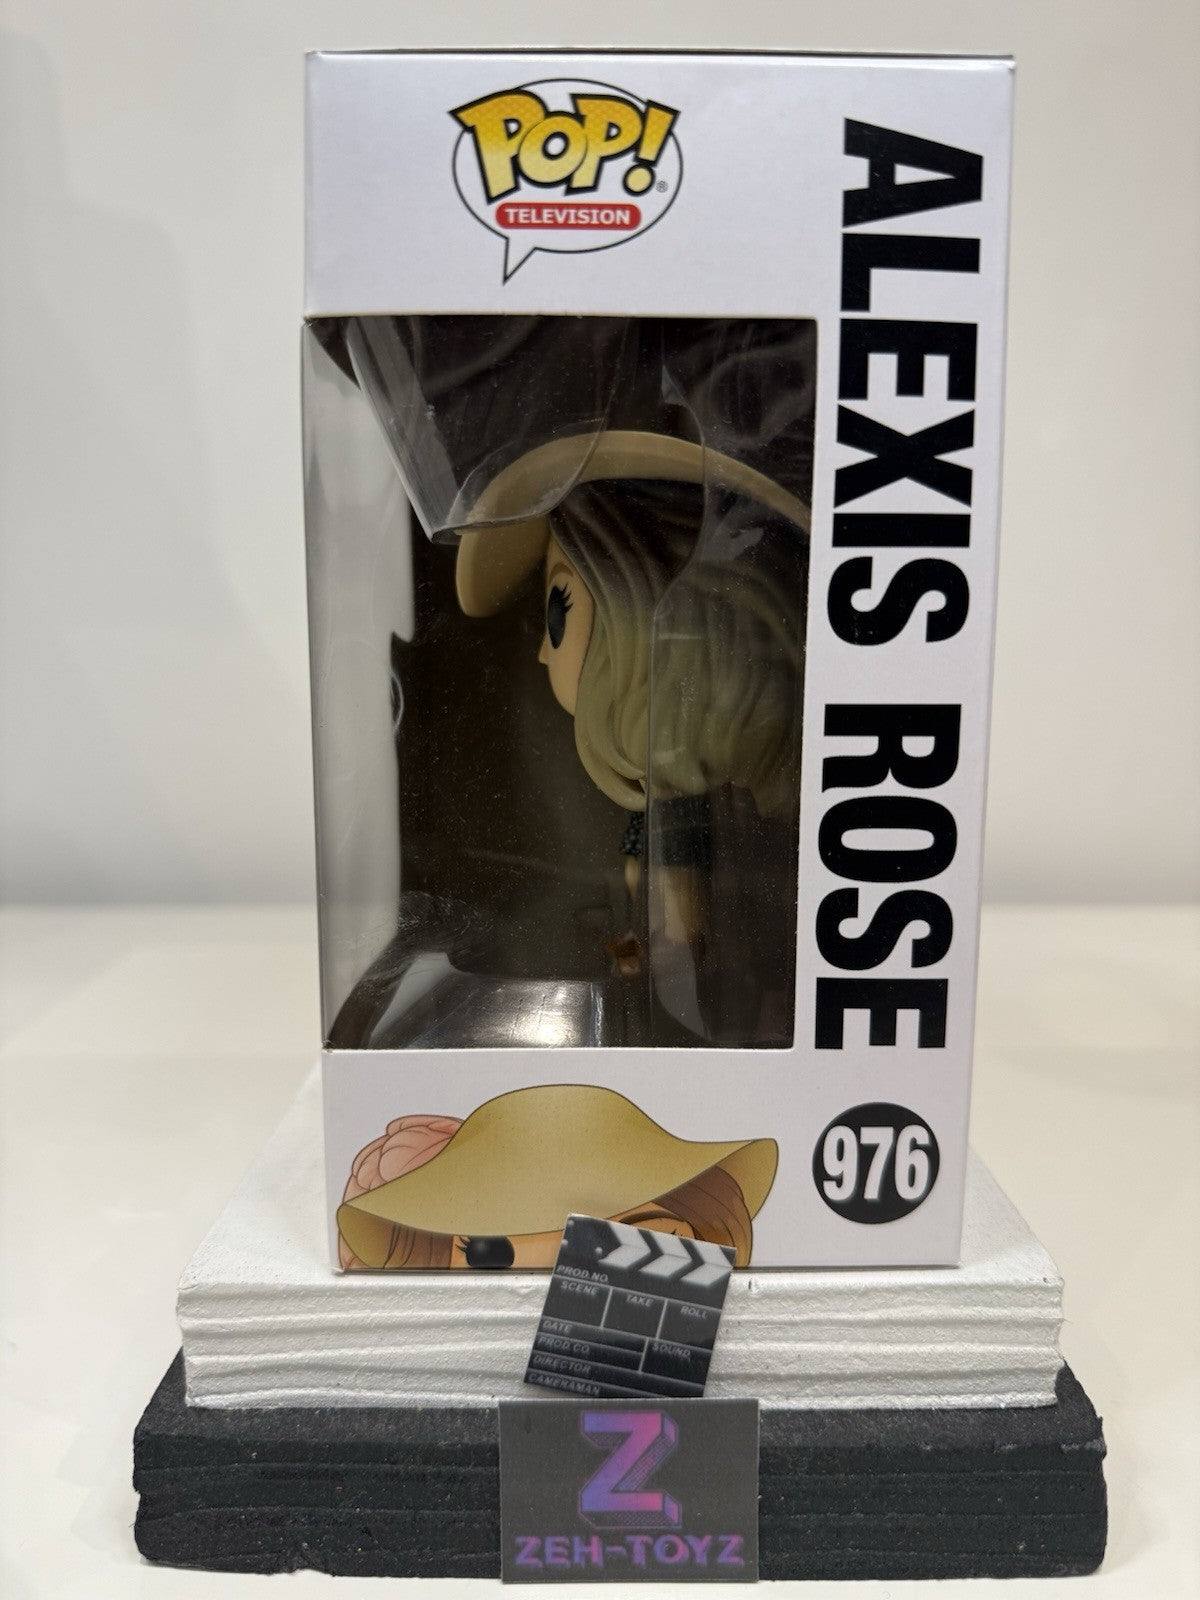 POP!®
TELEVISION
ALEXIS ROSE
976
PROD.NO.
SCENE TAKE ROLL
DATE SOUND
PROD.CO.
DIRECTOR
CAMERAMAN
Z
ZEH-TOYZ